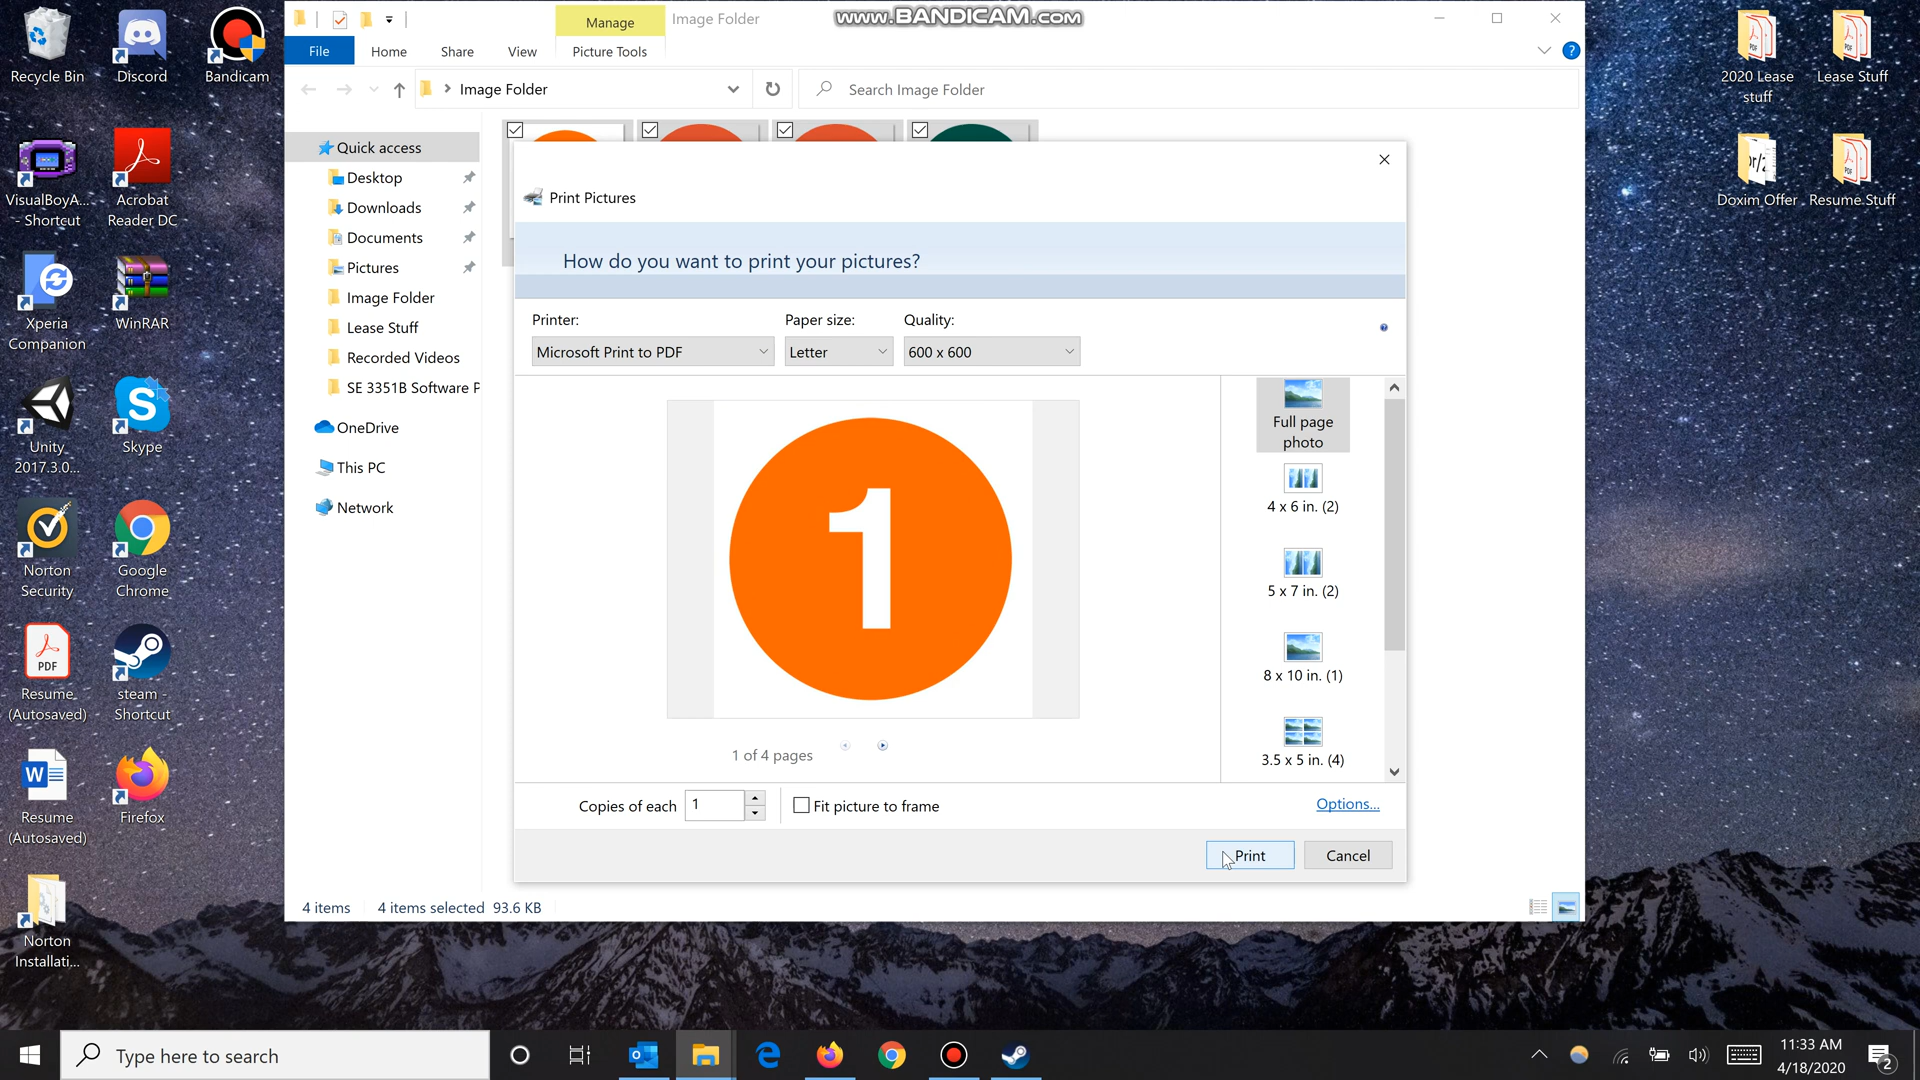 www.BANDICAM.com
Manage
Image Folder
File
Home
Share
View
Picture Tools
Image Folder
Search Image Folder
Quick access
Desktop
Downloads
Documents
Pictures
Image Folder
Lease Stuff
Recorded Videos
SE 3351B Software P
OneDrive
This PC
Network
Print Pictures
How do you want to print your pictures?
Printer:
Paper size:
Quality:
Microsoft Print to PDF
Letter
600 x 600
1
1 of 4 pages
Full page
photo
4 x 6 in. (2)
5 x 7 in. (2)
8 x 10 in. (1)
3.5 x 5 in. (4)
Copies of each
1
Fit picture to frame
Options...
Print
Cancel
4 items
4 items selected 93.6 KB
Recycle Bin
Discord
Bandicam
VisualBoyA...
- Shortcut
Acrobat
Reader DC
Xperia
Companion
WinRAR
Unity
2017.3.0...
Skype
Norton
Security
Google
Chrome
PDF
Resume
(Autosaved)
steam -
Shortcut
Resume
(Autosaved)
Firefox
Norton
Installati...
2020 Lease
stuff
Lease Stuff
Doxim Offer
Resume Stuff
Type here to search
11:33 AM
4/18/2020
2